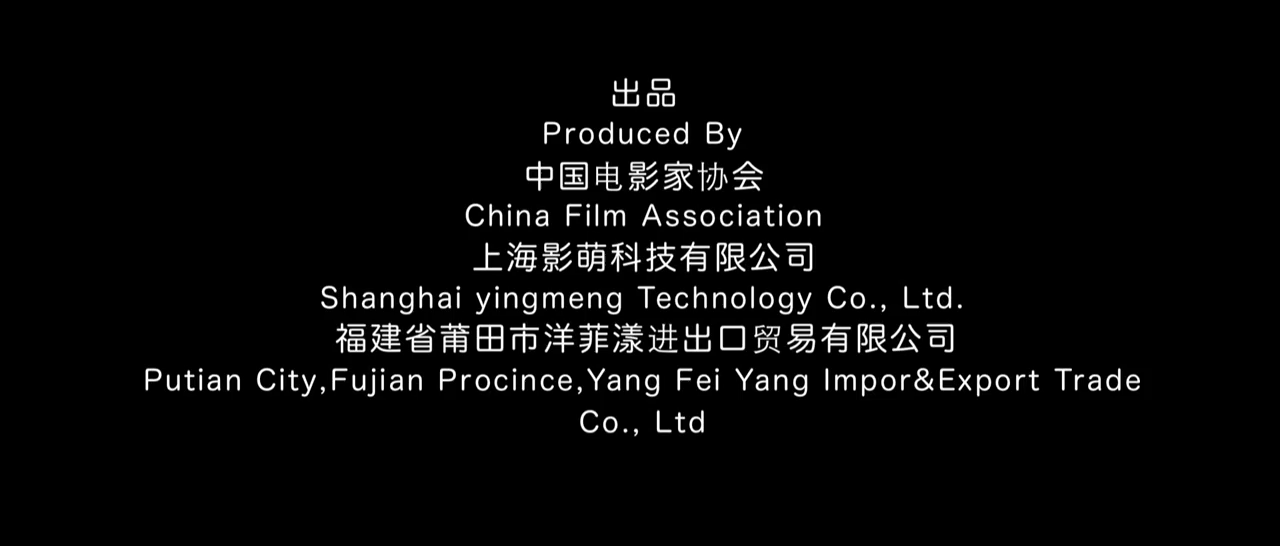 出品
Produced By
中国电影家协会
China Film Association
上海影萌科技有限公司
Shanghai yingmeng Technology Co., Ltd.
福建省莆田市洋菲漾进出口贸易有限公司
Putian City,Fujian Procince,Yang Fei Yang Impor&Export Trade
Co., Ltd